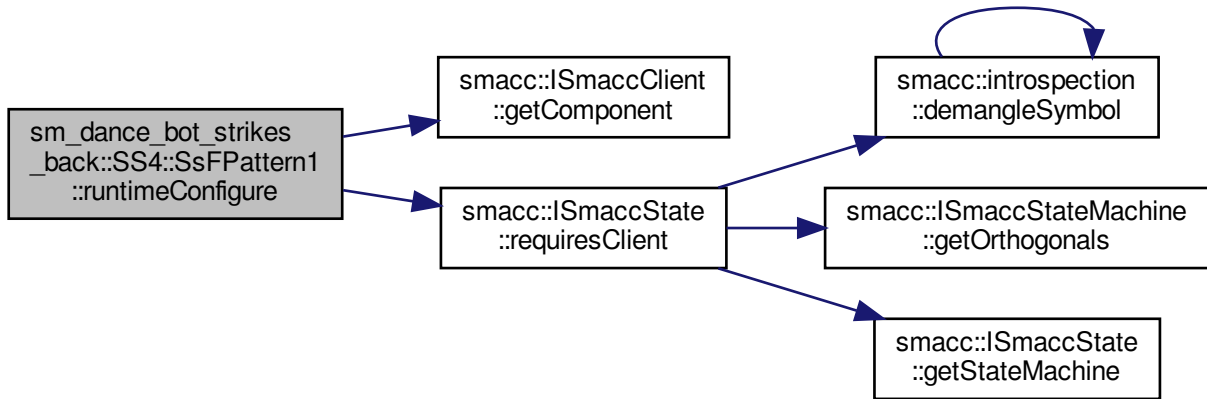 sm_dance_bot_strikes
_back::SS4::SsFPattern1
::runtimeConfigure
smacc::ISmaccClient
::getComponent
smacc::ISmaccState
::requiresClient
smacc::introspection
::demangleSymbol
smacc::ISmaccStateMachine
::getOrthogonals
smacc::ISmaccState
::getStateMachine